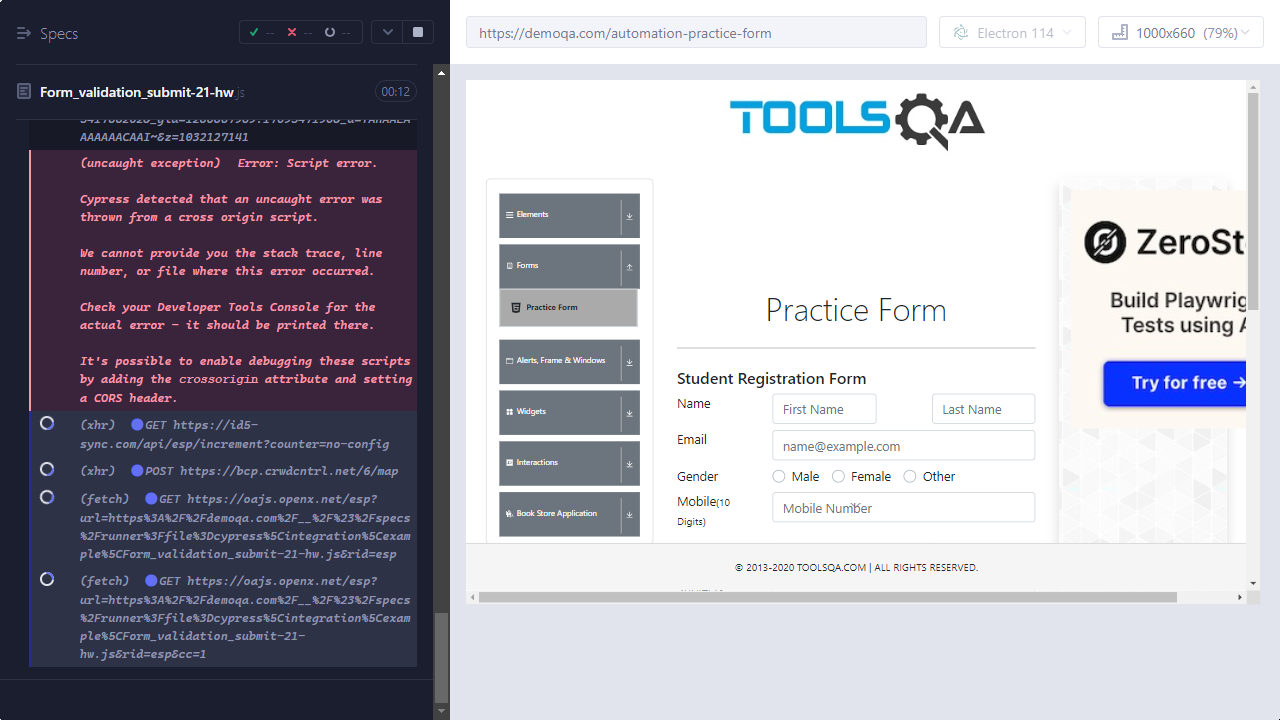 Specs
--
--
--
https://demoqa.com/automation-practice-form
Electron 114
1000x660 (79%)
Form_validation_submit-21-hw.js
00:12
AAAAAAACAAI~&z=1032127141
(uncaught exception) Error: Script error.
Cypress detected that an uncaught error was
thrown from a cross origin script.
We cannot provide you the stack trace, line
number, or file where this error occurred.
Check your Developer Tools Console for the
actual error - it should be printed there.
It's possible to enable debugging these scripts
by adding the crossorigin attribute and setting
a CORS header.
(xhr) GET https://id5-
sync.com/api/esp/increment?counter=no-config
(xhr) POST https://bcp.crwdcntrl.net/6/map
(fetch) GET https://oajs.openx.net/esp?
url=https%3A%2F%2Fdemoqa.com%2F__%2F%23%2Fspecs
%2Frunner%3Ffile%3Dcypress%5Cintegration%5Cexam
ple%5CForm_validation_submit-21-hw.js&rid=esp
(fetch) GET https://oajs.openx.net/esp?
url=https%3A%2F%2Fdemoqa.com%2F__%2F%23%2Fspecs
%2Frunner%3Ffile%3Dcypress%5Cintegration%5Cexam
ple%5CForm_validation_submit-21-
hw.js&rid=esp&cc=1
TOOLSQA
Elements
Forms
Practice Form
Alerts, Frame & Windows
Widgets
Interactions
Book Store Application
Practice Form
Student Registration Form
Name
First Name
Last Name
Email
name@example.com
Gender
Male
Female
Other
Mobile(10
Digits)
Mobile Number
ZeroSt
Build Playwrig
Tests using A
Try for free →
© 2013-2020 TOOLSQA.COM | ALL RIGHTS RESERVED.